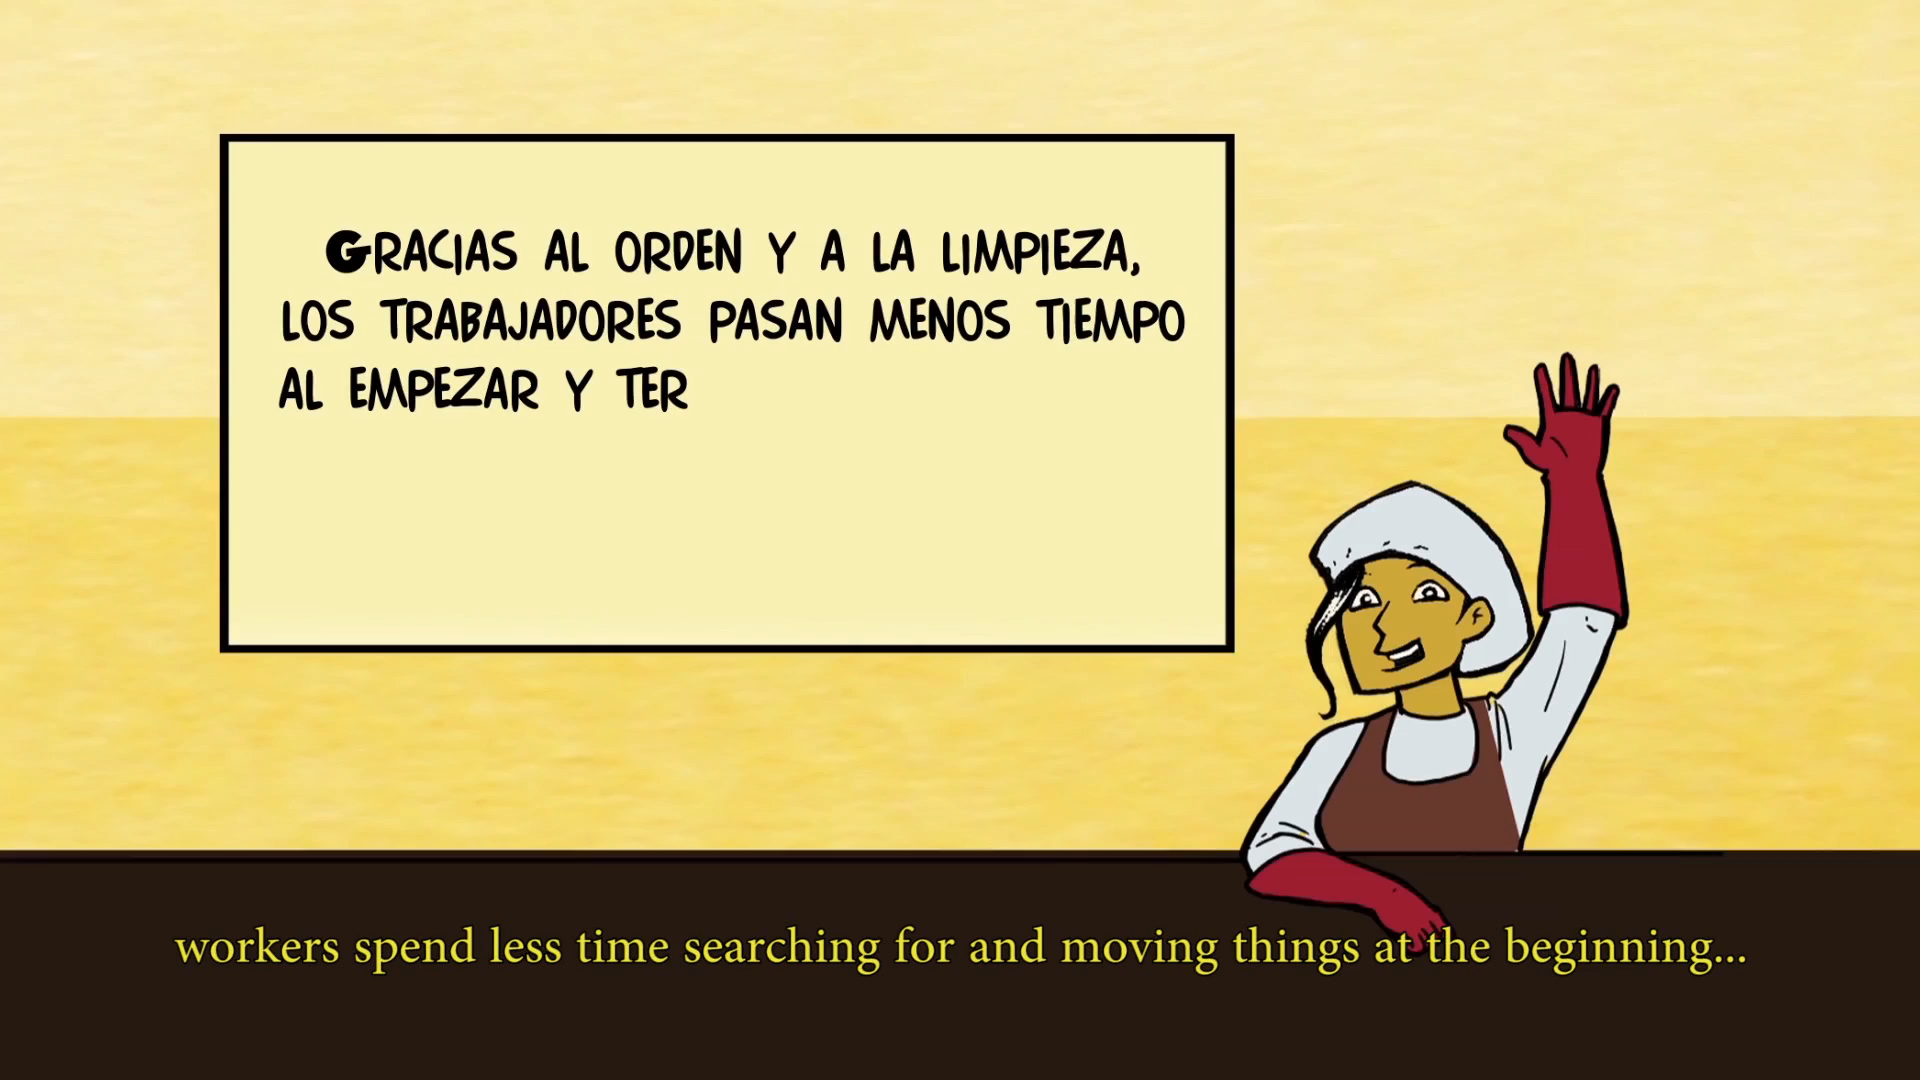 GRACIAS AL ORDEN Y A LA LIMPIEZA,
LOS TRABAJADORES PASAN MENOS TIEMPO
AL EMPEZAR Y TER
workers spend less time searching for and moving things at the beginning...